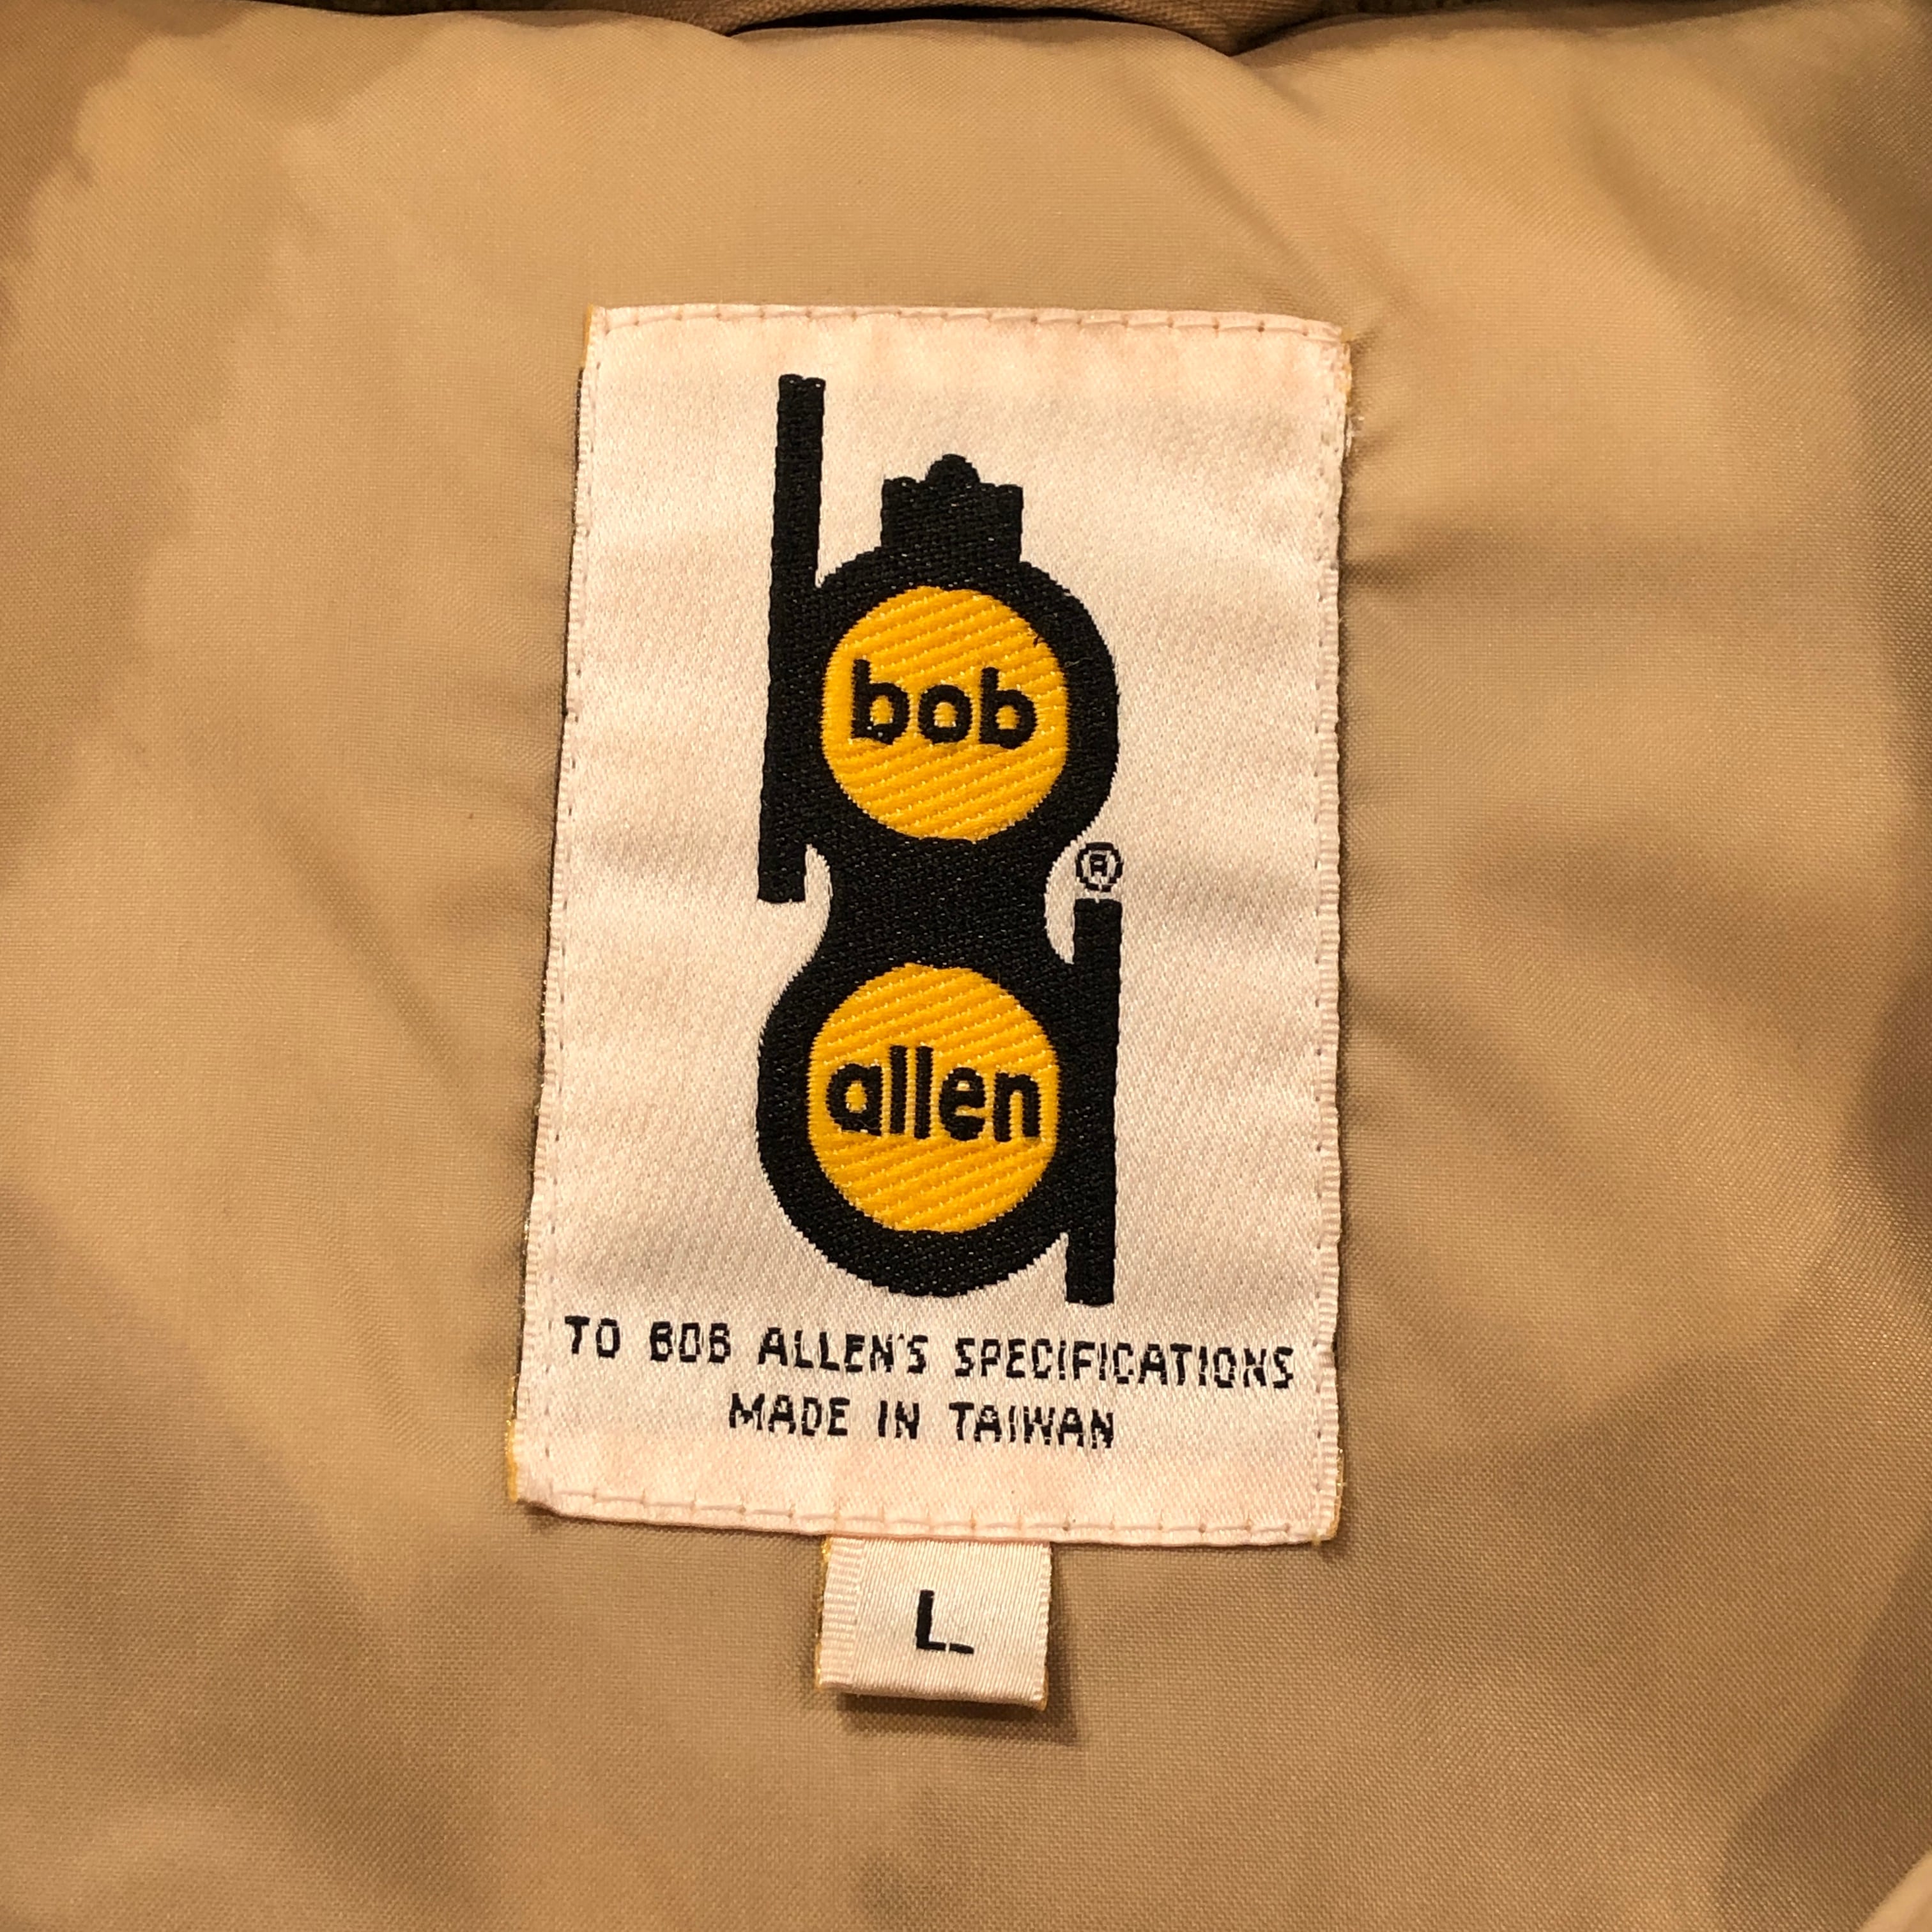 bob
®
allen
TO BOB ALLEN'S SPECIFICATIONS
MADE IN TAIWAN
L